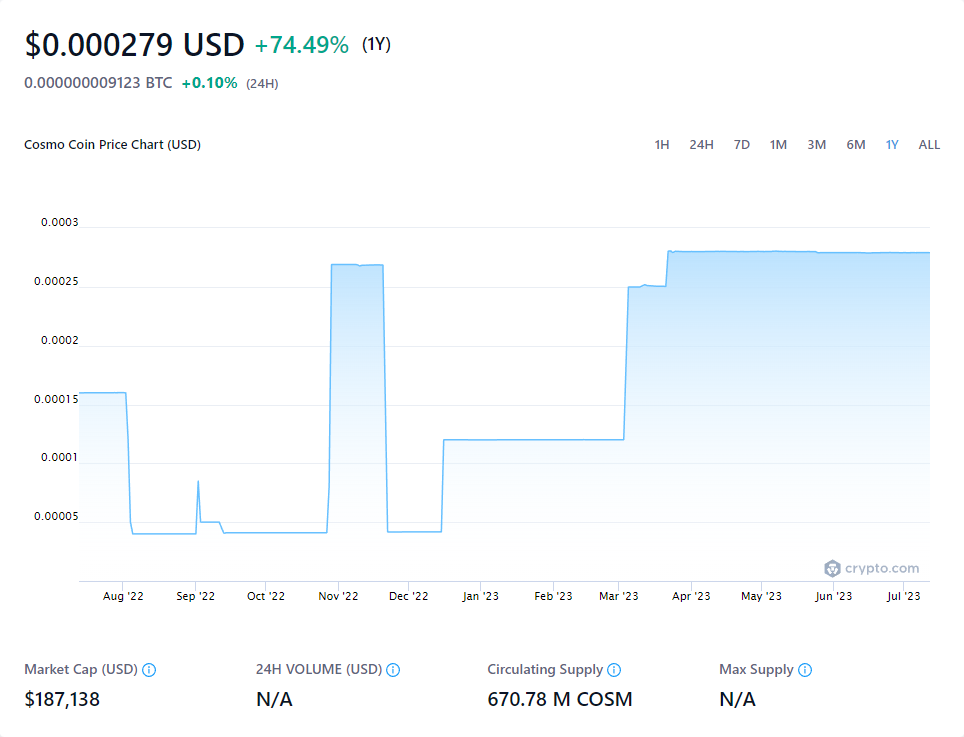 $0.000279 USD +74.49% (1Y)
0.000000009123 BTC +0.10% (24H)
Cosmo Coin Price Chart (USD) 1H 24H 7D 1M 3M 6M 1Y ALL
0.0003
0.00025
0.0002
0.00015
0.0001
0.00005
crypto.com
Aug '22 Sep '22 Oct '22 Nov '22 Dec '22 Jan '23 Feb '23 Mar '23 Apr '23 May '23 Jun '23 Jul '23
Market Cap (USD) 24H VOLUME (USD) Circulating Supply Max Supply
$187,138 N/A 670.78 M COSM N/A